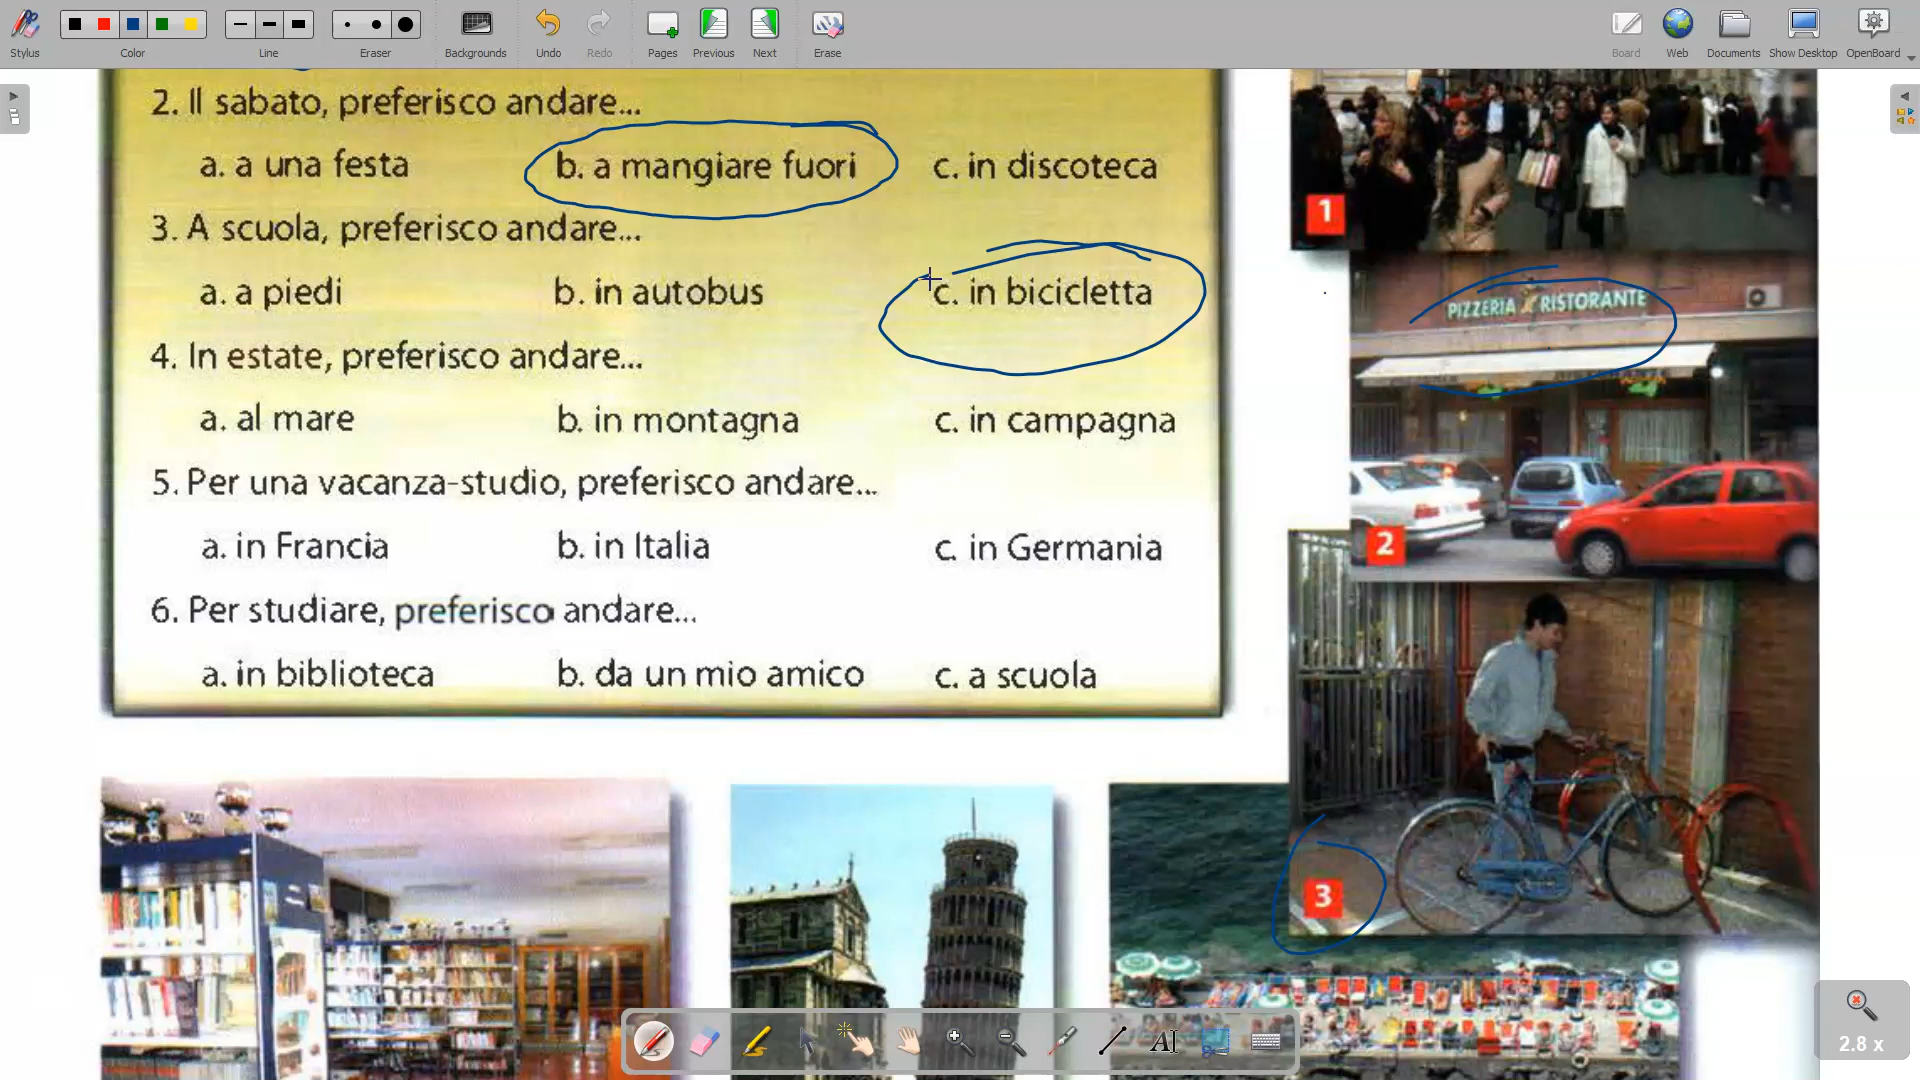 Stylus
Color
Line
Eraser
Backgrounds
Undo
Redo
Pages
Previous
Next
Erase
Board
Web
Documents
Show Desktop
OpenBoard
2. Il sabato, preferisco andare...
a. a una festa b. a mangiare fuori c. in discoteca
3. A scuola, preferisco andare...
a. a piedi b. in autobus c. in bicicletta
4. In estate, preferisco andare...
a. al mare b. in montagna c. in campagna
5. Per una vacanza-studio, preferisco andare...
a. in Francia b. in Italia c. in Germania
6. Per studiare, preferisco andare...
a. in biblioteca b. da un mio amico c. a scuola
1
PIZZERIA RISTORANTE
2
3
AI
2.8 x